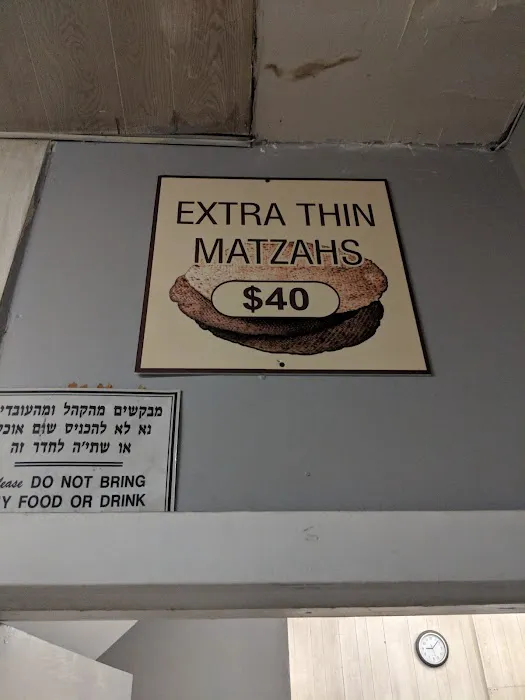 EXTRA THIN
MATZAHS
$40
מבקשים מהקהל
נא לא להכניס שום
או שתי'ה לחדר זה
DO NOT BRING
FOOD OR DRINK